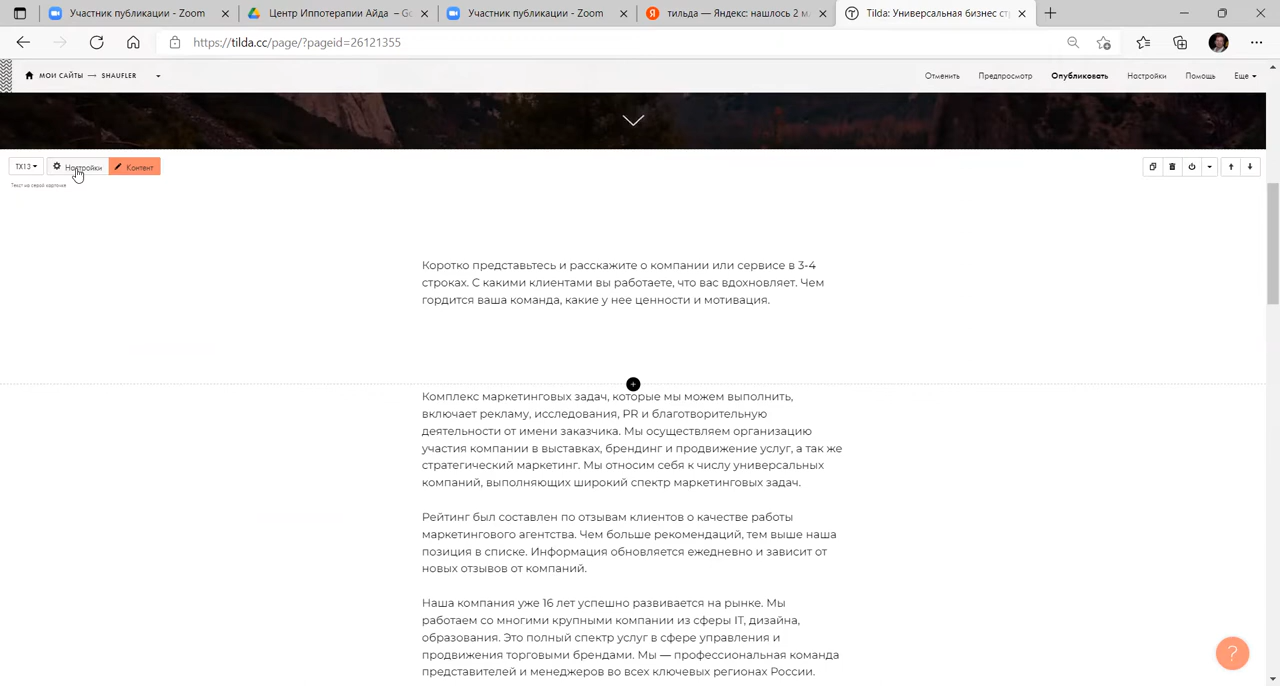 Участник публикации - Zoom
Центр Иппотерапии Айда – Go
Участник публикации - Zoom
тильда — Яндекс: нашлось 2 м
Tilda: Универсальная бизнес ст
https://tilda.cc/page/?pageid=26121355
МОИ САЙТЫ → SHAUFLER
Отменить
Предпросмотр
Опубликовать
Настройки
Помощь
Еще
TX13
Настройки
Контент
Текст на серой карточке
Коротко представьтесь и расскажите о компании или сервисе в 3-4
строках. С какими клиентами вы работаете, что вас вдохновляет. Чем
гордится ваша команда, какие у нее ценности и мотивация.
Комплекс маркетинговых задач, которые мы можем выполнить,
включает рекламу, исследования, PR и благотворительную
деятельности от имени заказчика. Мы осуществляем организацию
участия компании в выставках, брендинг и продвижение услуг, а так же
стратегический маркетинг. Мы относим себя к числу универсальных
компаний, выполняющих широкий спектр маркетинговых задач.
Рейтинг был составлен по отзывам клиентов о качестве работы
маркетингового агентства. Чем больше рекомендаций, тем выше наша
позиция в списке. Информация обновляется ежедневно и зависит от
новых отзывов от компаний.
Наша компания уже 16 лет успешно развивается на рынке. Мы
работаем со многими крупными компании из сферы IT, дизайна,
образования. Это полный спектр услуг в сфере управления и
продвижения торговыми брендами. Мы — профессиональная команда
представителей и менеджеров во всех ключевых регионах России.
?